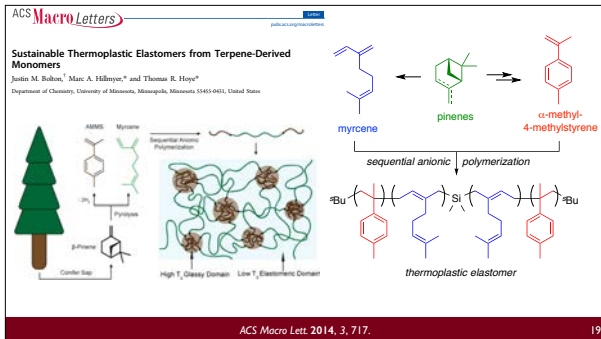 ACS Macro Letters
Letter
pubs.acs.org/macroletters
Sustainable Thermoplastic Elastomers from Terpene-Derived
Monomers
Justin M. Bolton,† Marc A. Hillmyer,* and Thomas R. Hoye*
Department of Chemistry, University of Minnesota, Minneapolis, Minnesota 55455-0431, United States
AMMS Myrcene
Sequential Anionic
Polymerization
Pyrolysis
β-Pinene
Conifer Sap
High Tg Glassy Domain
Low Tg Elastomeric Domain
myrcene
pinenes
α-methyl-
4-methylstyrene
sequential anionic polymerization
sBu
Si
sBu
thermoplastic elastomer
ACS Macro Lett. 2014, 3, 717.
19